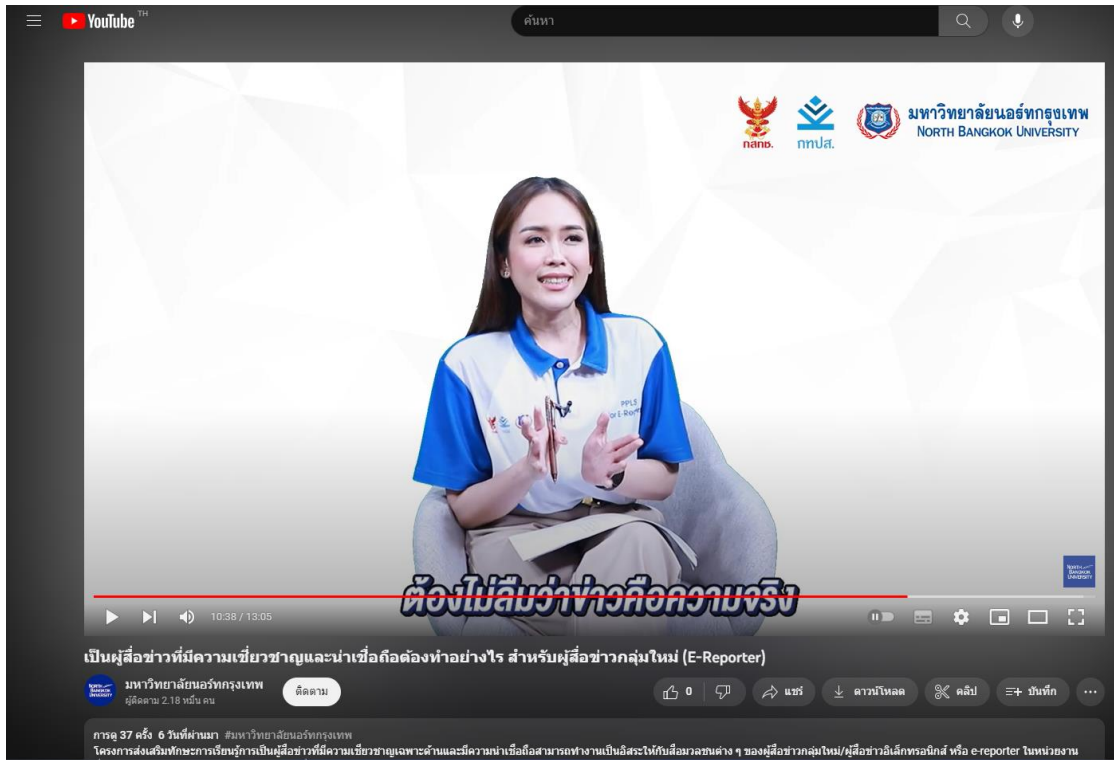 YouTube TH
ค้นหา
กสทช.
กทปส.
มหาวิทยาลัยนอร์ทกรุงเทพ
NORTH BANGKOK UNIVERSITY
PPLS
or E-Repor
ต้องไม่ลืมว่าข่าวคือความจริง
NORTH BANGKOK UNIVERSITY
10:38 / 13:05
เป็นผู้สื่อข่าวที่มีความเชี่ยวชาญและน่าเชื่อถือต้องทำอย่างไร สำหรับผู้สื่อข่าวกลุ่มใหม่ (E-Reporter)
มหาวิทยาลัยนอร์ทกรุงเทพ
ผู้ติดตาม 2.18 หมื่น คน
ติดตาม
0
แชร์
ดาวน์โหลด
คลิป
บันทึก
การดู 37 ครั้ง 6 วันที่ผ่านมา #มหาวิทยาลัยนอร์ทกรุงเทพ
โครงการส่งเสริมทักษะการเรียนรู้การเป็นผู้สื่อข่าวที่มีความเชี่ยวชาญเฉพาะด้านและมีความน่าเชื่อถือสามารถทำงานเป็นอิสระให้กับสื่อมวลชนต่าง ๆ ของผู้สื่อข่าวกลุ่มใหม่/ผู้สื่อข่าวอิเล็กทรอนิกส์ หรือ e-reporter ในหน่วยงาน